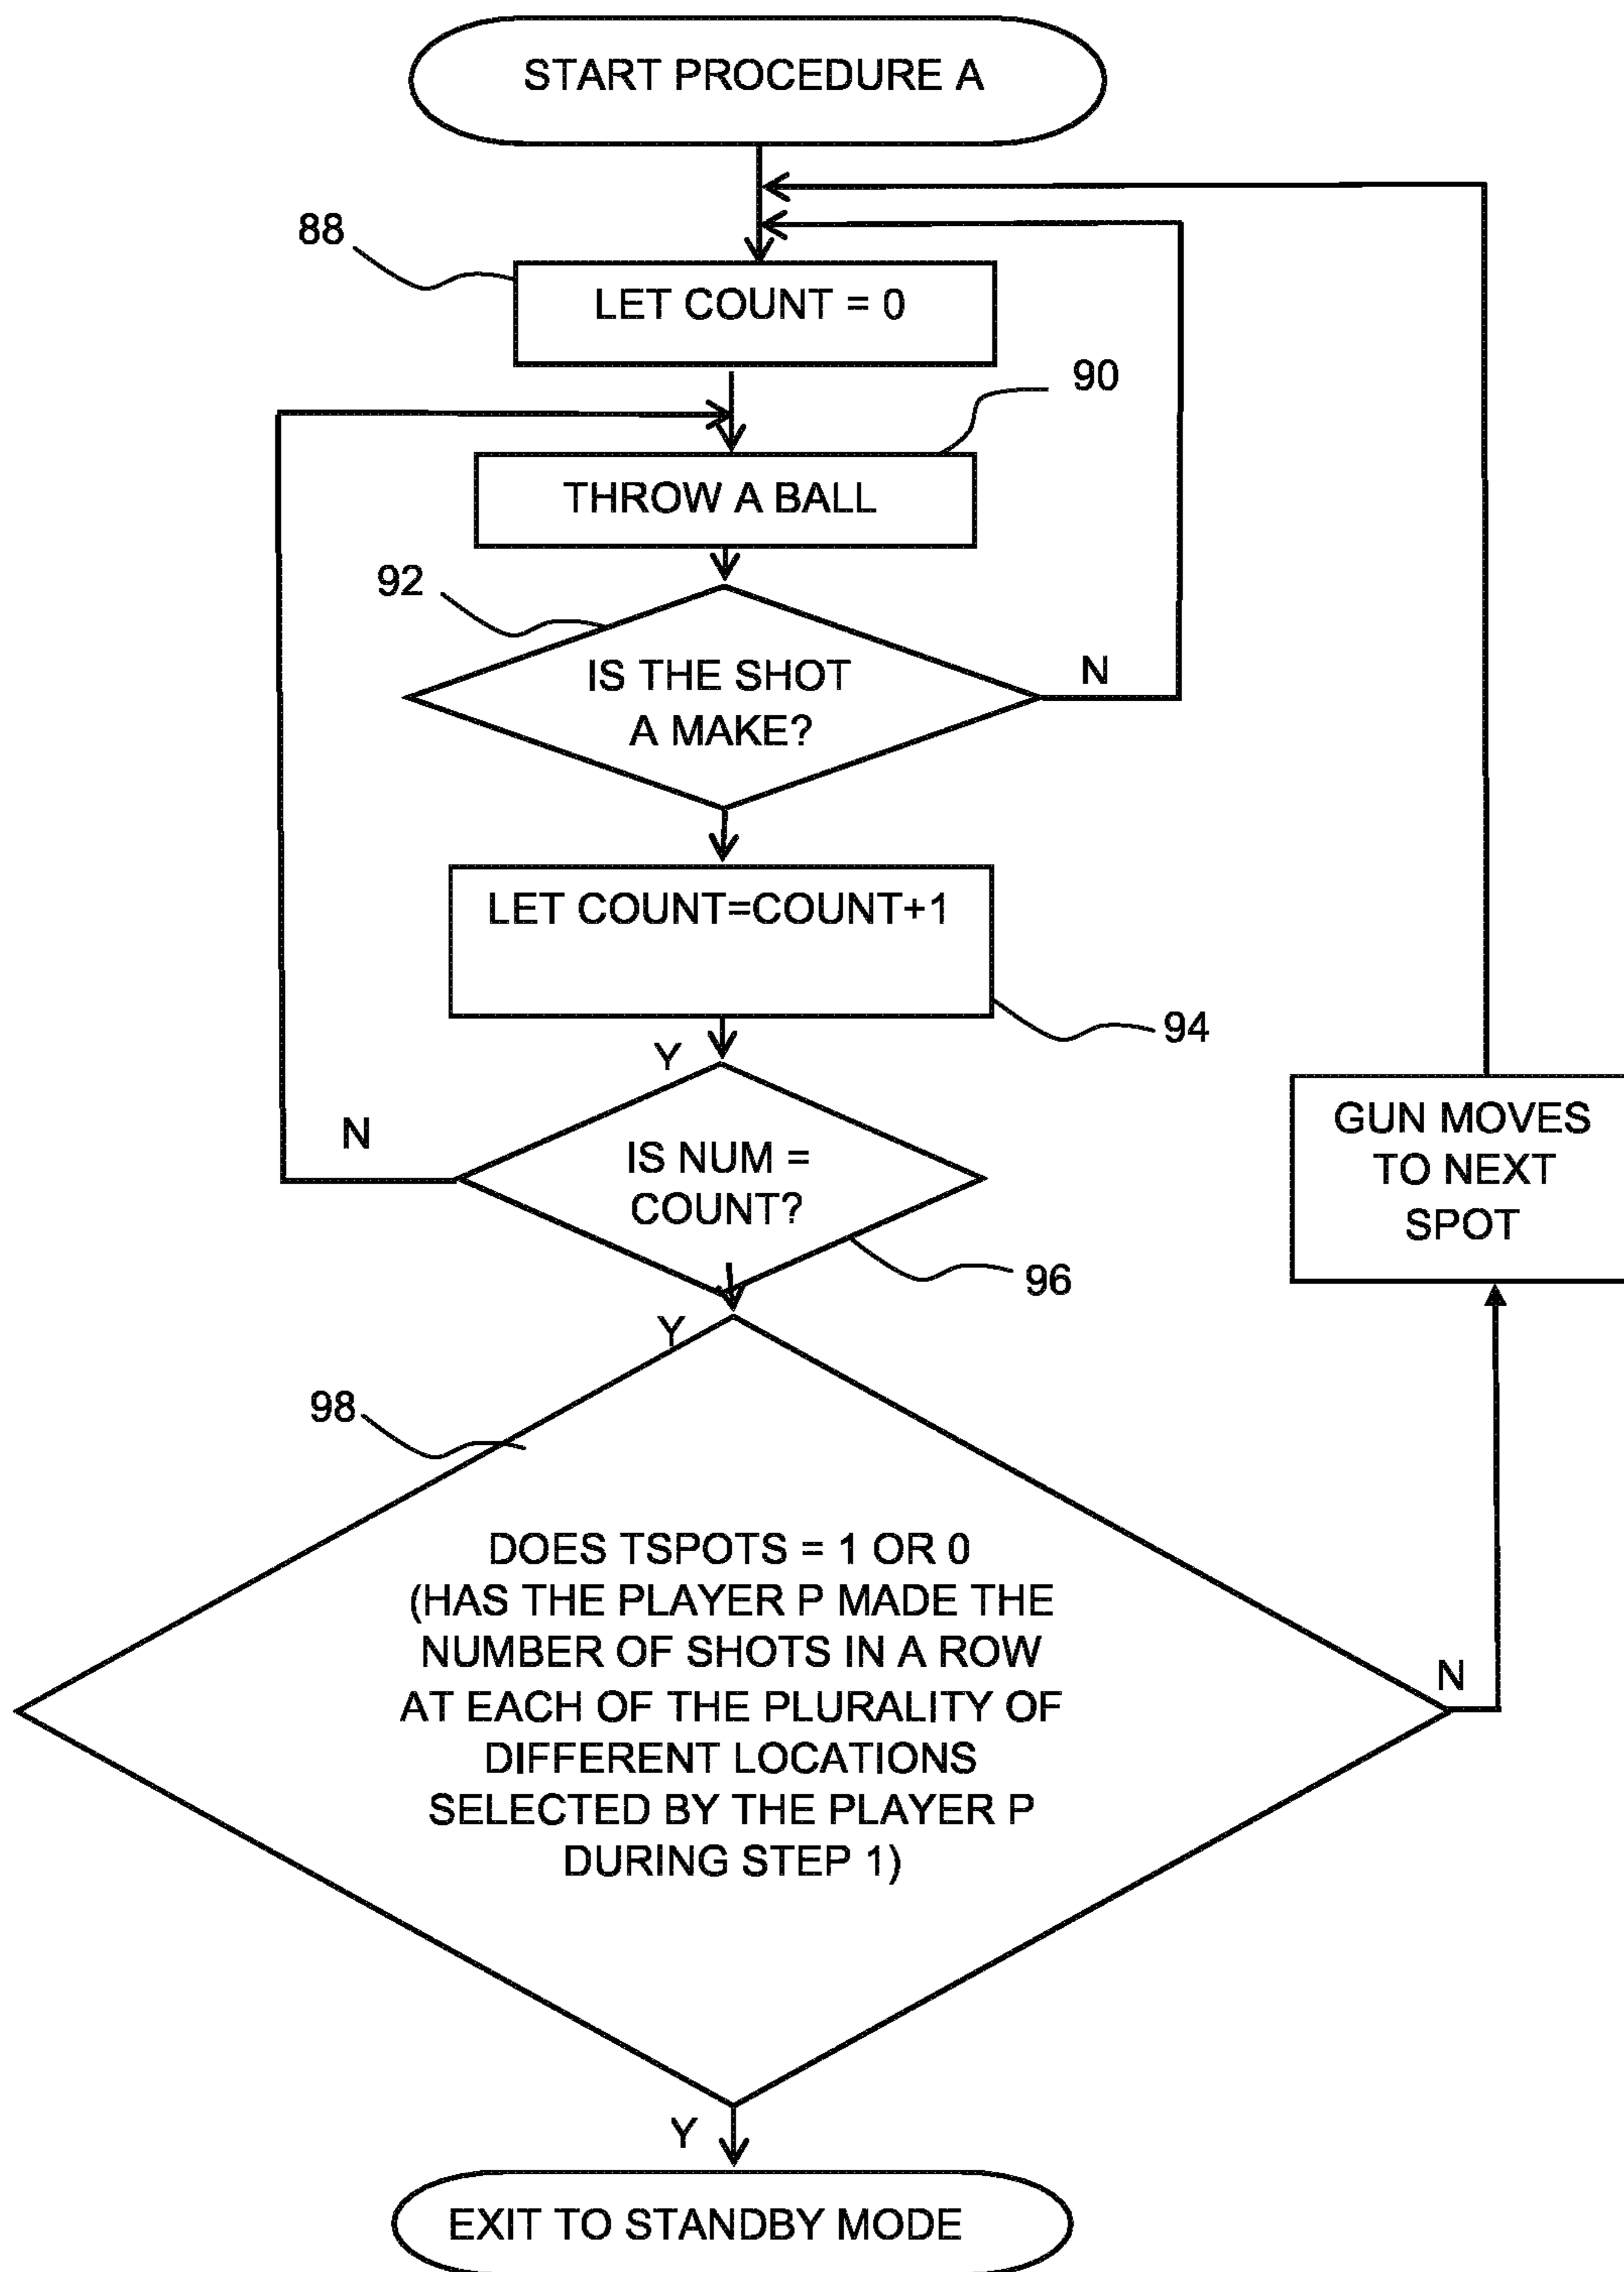 START PROCEDURE A
88
LET COUNT = 0
90
THROW A BALL
92
IS THE SHOT
A MAKE?
N
LET COUNT=COUNT+1
94
Y
N
IS NUM =
COUNT?
96
GUN MOVES
TO NEXT
SPOT
Y
98
DOES TSPOTS = 1 OR 0
(HAS THE PLAYER P MADE THE
NUMBER OF SHOTS IN A ROW
AT EACH OF THE PLURALITY OF
DIFFERENT LOCATIONS
SELECTED BY THE PLAYER P
DURING STEP 1)
N
Y
EXIT TO STANDBY MODE